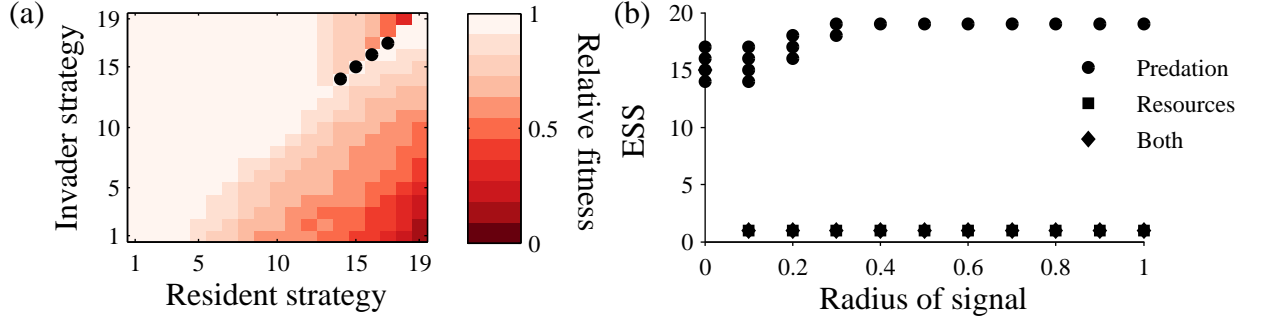 (a)
Invader strategy
19
15
10
5
1
1 5 10 15 19
Resident strategy
1
0.5
0
Relative fitness
(b)
ESS
20
15
10
5
0
0 0.2 0.4 0.6 0.8 1
Radius of signal
Predation
Resources
Both